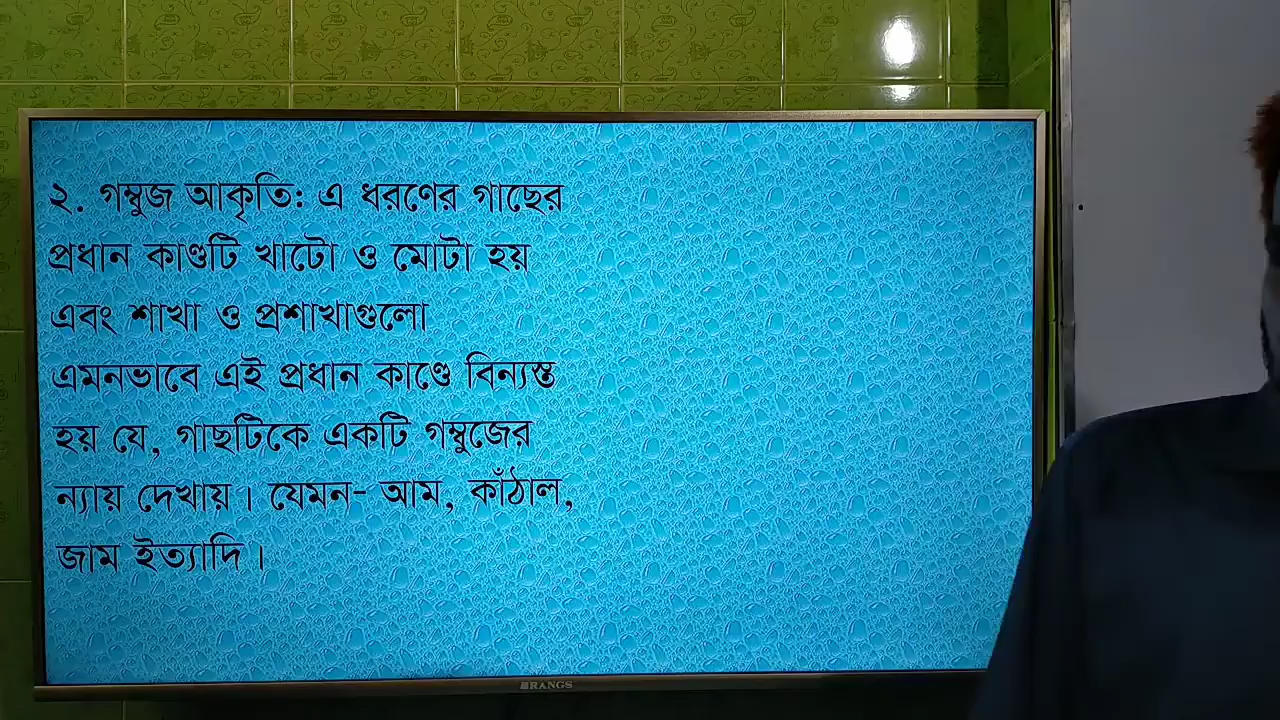 ২. গম্বুজ আকৃতি: এ ধরণের গাছের
প্রধান কাণ্ডটি খাটো ও মোটা হয়
এবং শাখা ও প্রশাখাগুলো
এমনভাবে এই প্রধান কাণ্ডে বিন্যস্ত
হয় যে, গাছটিকে একটি গম্বুজের
ন্যায় দেখায়। যেমন- আম, কাঁঠাল,
জাম ইত্যাদি।
RANGS